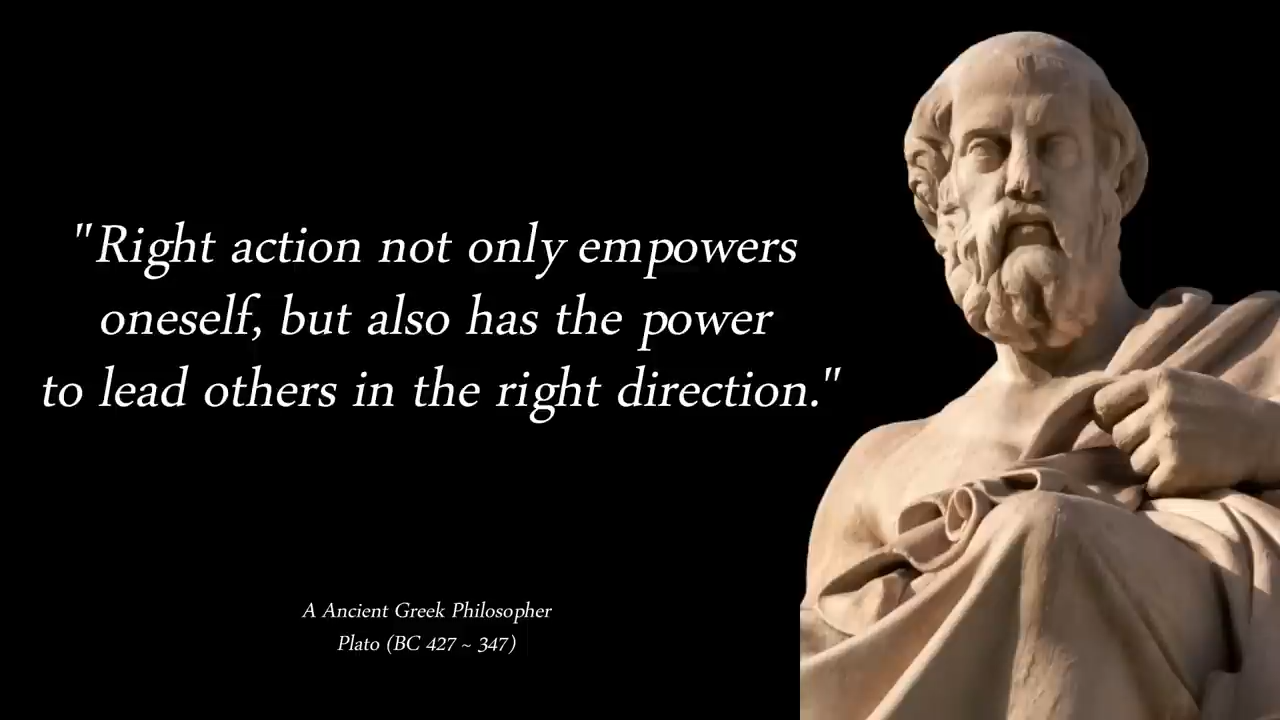 "Right action not only empowers
oneself, but also has the power
to lead others in the right direction."
A Ancient Greek Philosopher
Plato (BC 427 ~ 347)